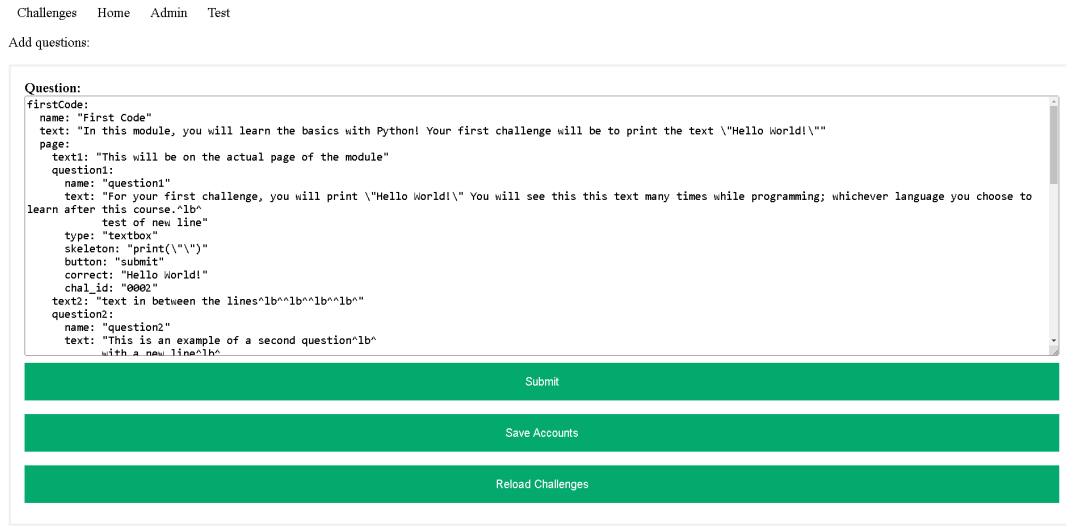 Challenges Home Admin Test
Add questions:
Question:
firstCode:
  name: "First Code"
  text: "In this module, you will learn the basics with Python! Your first challenge will be to print the text \"Hello World!\""
  page:
    text1: "This will be on the actual page of the module"
    question1:
      name: "question1"
      text: "For your first challenge, you will print \"Hello World!\" You will see this this text many times while programming; whichever language you choose to
learn after this course.^lb^
            test of new line"
      type: "textbox"
      skeleton: "print(\"\")"
      button: "submit"
      correct: "Hello World!"
      chal_id: "0002"
    text2: "text in between the lines^lb^^lb^^lb^^lb^"
    question2:
      name: "question2"
      text: "This is an example of a second question^lb^
            with a new line^lb^
Submit
Save Accounts
Reload Challenges